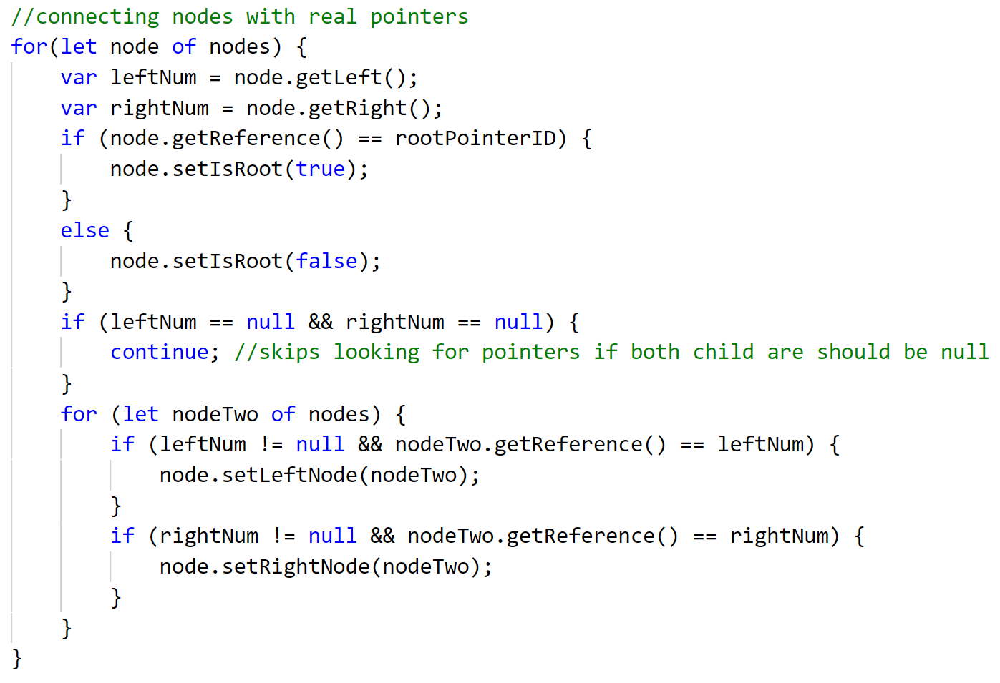 //connecting nodes with real pointers
for(let node of nodes) {
    var leftNum = node.getLeft();
    var rightNum = node.getRight();
    if (node.getReference() == rootPointerID) {
        node.setIsRoot(true);
    }
    else {
        node.setIsRoot(false);
    }
    if (leftNum == null && rightNum == null) {
        continue; //skips looking for pointers if both child are should be null
    }
    for (let nodeTwo of nodes) {
        if (leftNum != null && nodeTwo.getReference() == leftNum) {
            node.setLeftNode(nodeTwo);
        }
        if (rightNum != null && nodeTwo.getReference() == rightNum) {
            node.setRightNode(nodeTwo);
        }
    }
}